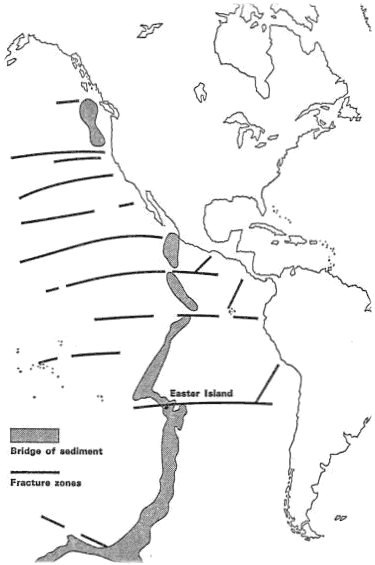 Easter Island
Bridge of sediment
Fracture zones